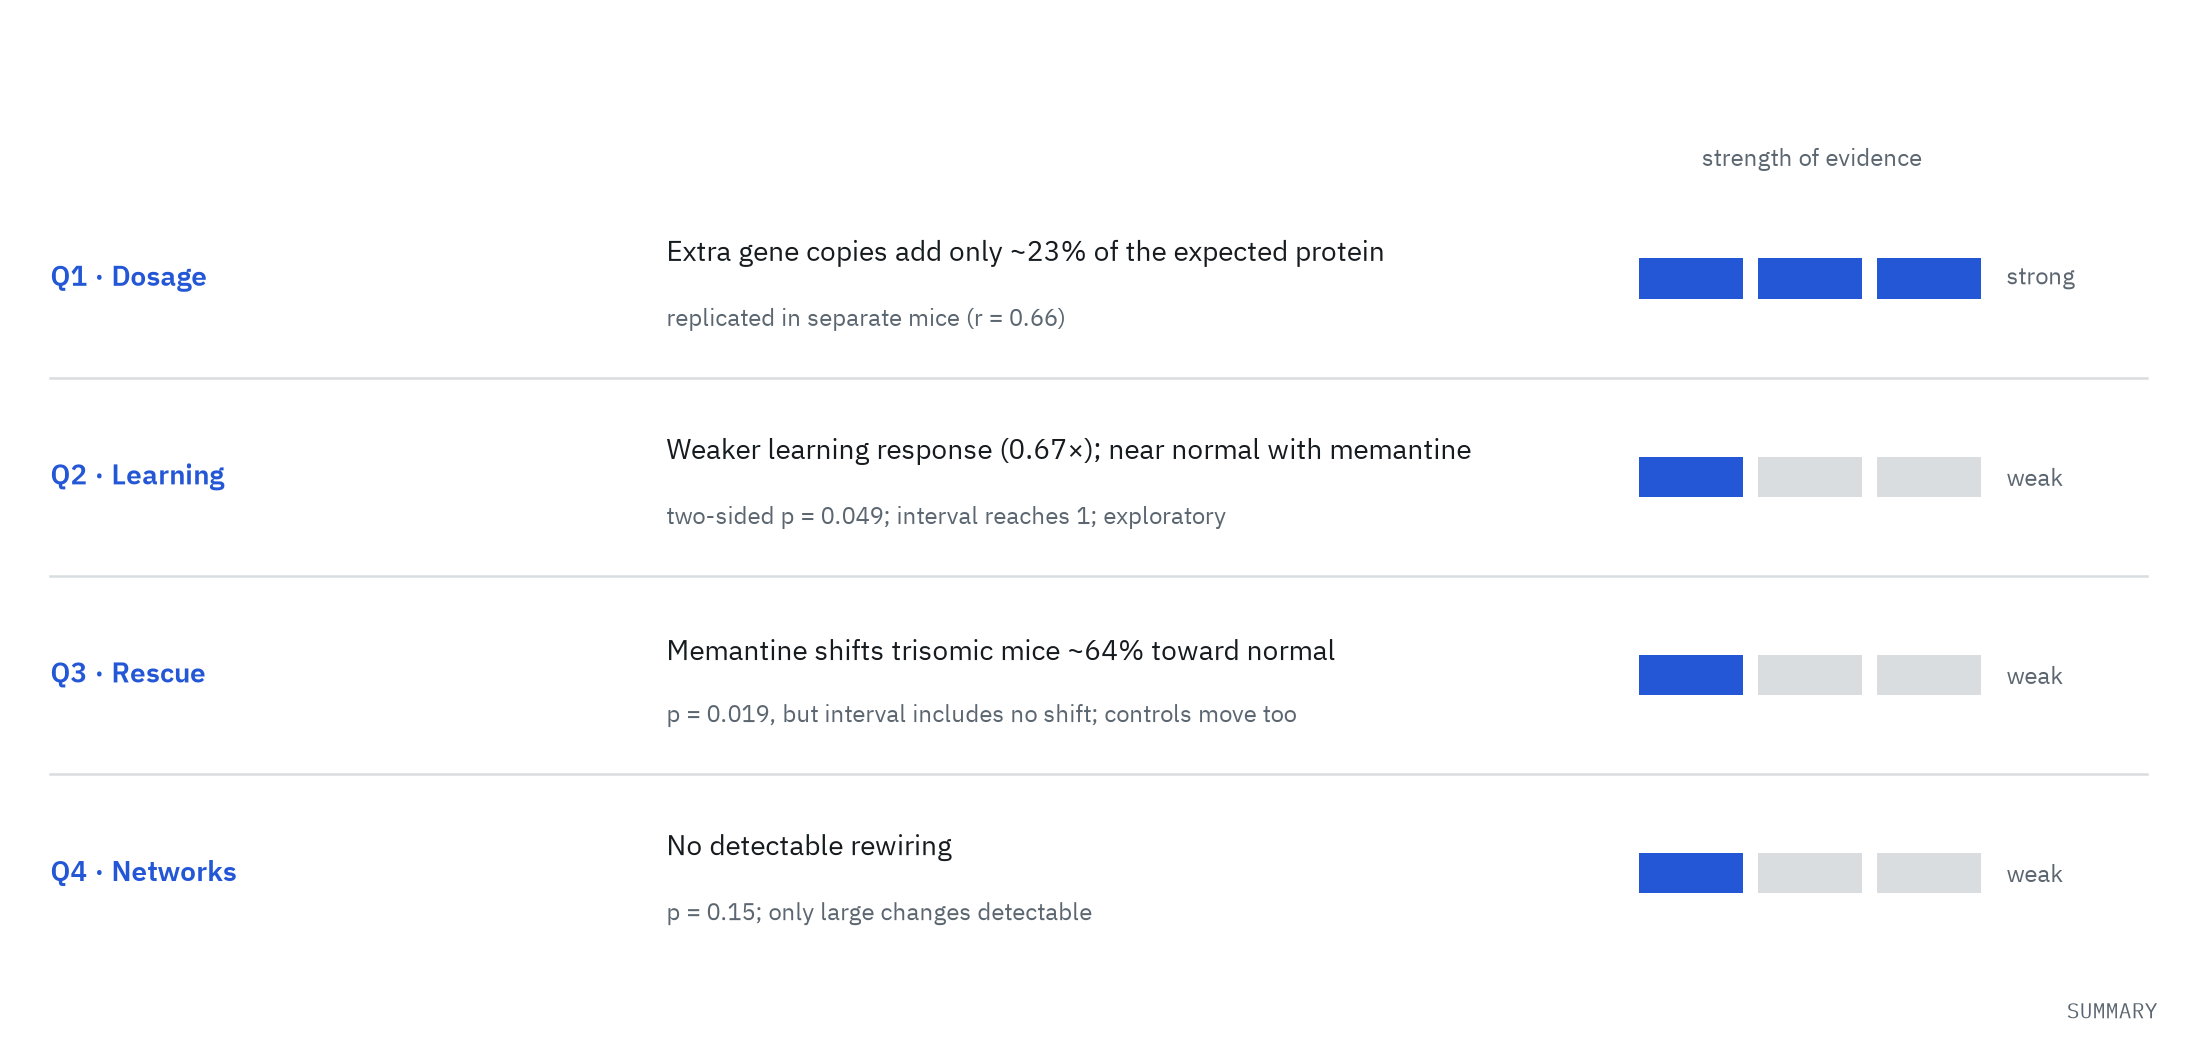 strength of evidence
Q1 · Dosage
Extra gene copies add only ~23% of the expected protein
replicated in separate mice (r = 0.66)
strong
Q2 · Learning
Weaker learning response (0.67×); near normal with memantine
two-sided p = 0.049; interval reaches 1; exploratory
weak
Q3 · Rescue
Memantine shifts trisomic mice ~64% toward normal
p = 0.019, but interval includes no shift; controls move too
weak
Q4 · Networks
No detectable rewiring
p = 0.15; only large changes detectable
weak
SUMMARY